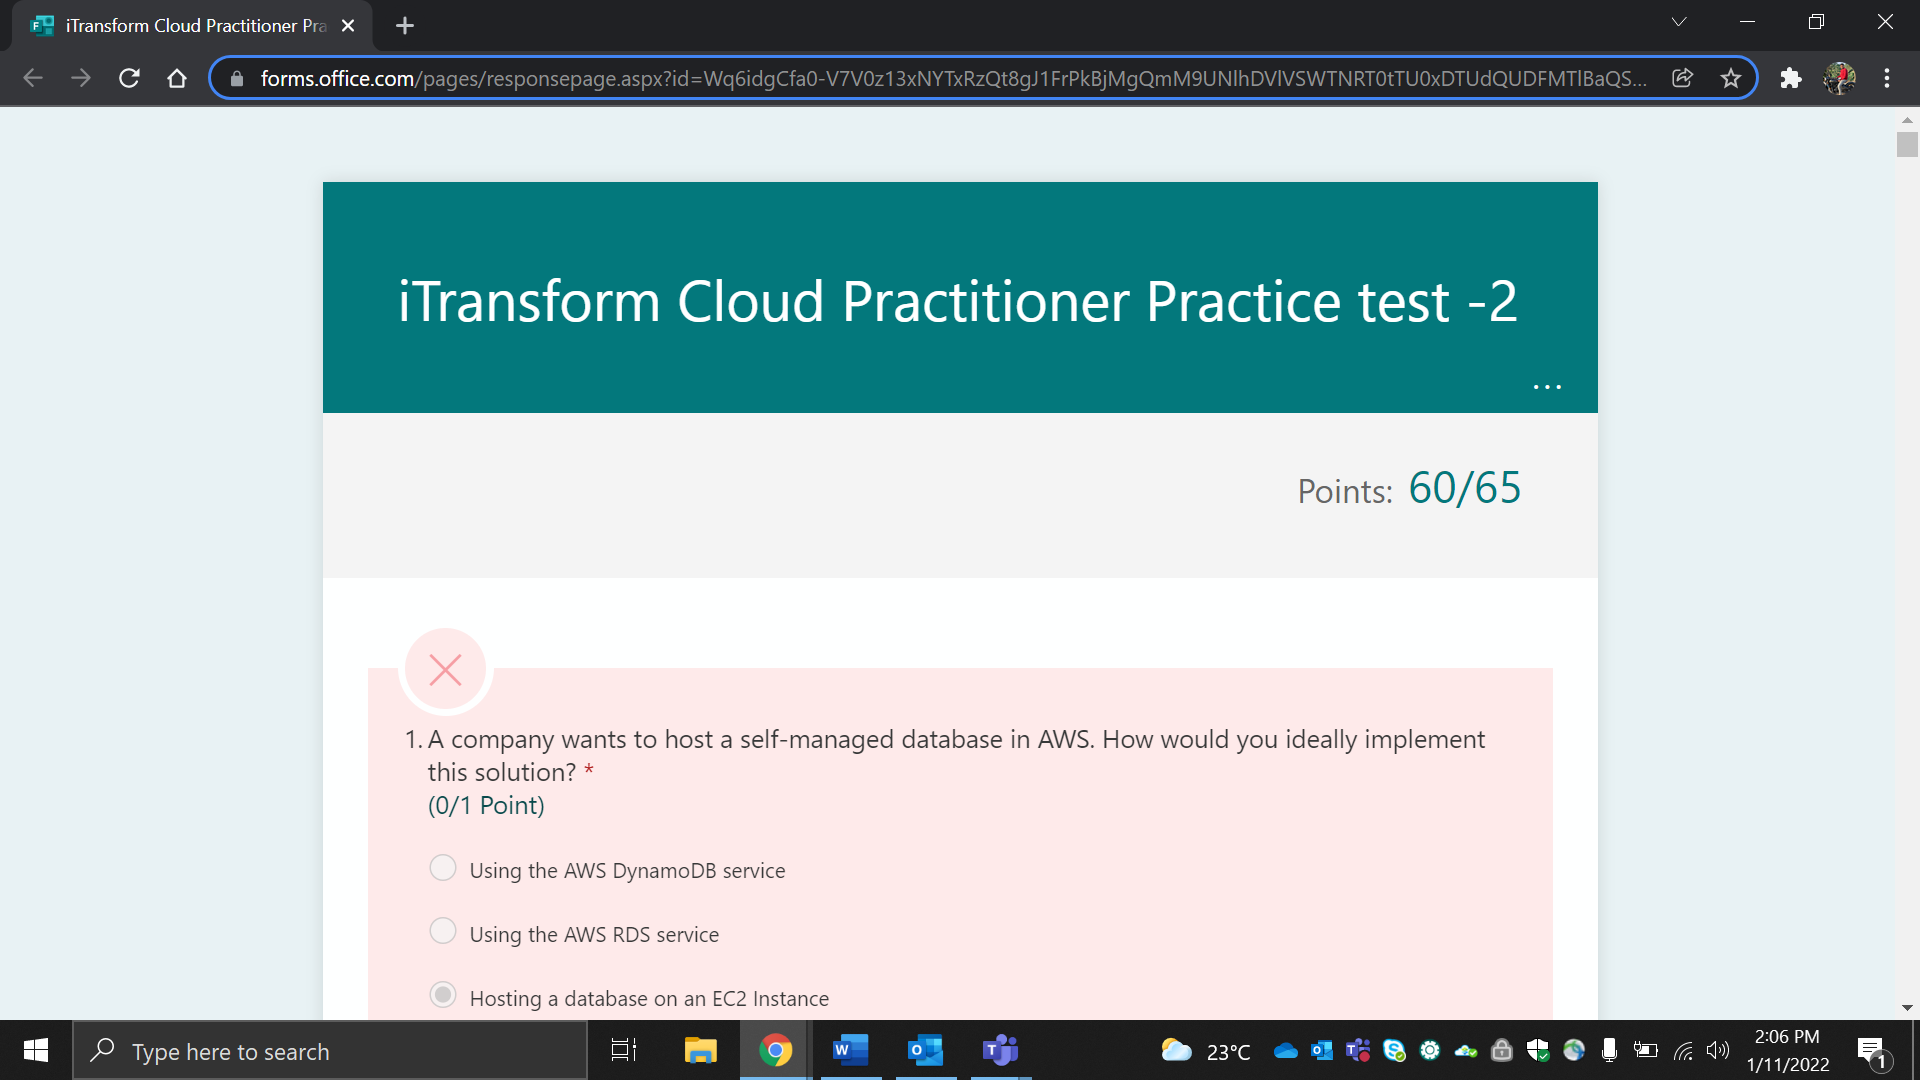 iTransform Cloud Practitioner Pra
forms.office.com/pages/responsepage.aspx?id=Wq6idgCfa0-V7V0z13xNYTxRzQt8gJ1FrPkBjMgQmM9UNlhDVlVSWTNRT0tTU0xDTUdQUDFMTlBaQS...
iTransform Cloud Practitioner Practice test -2
...
Points: 60/65
1. A company wants to host a self-managed database in AWS. How would you ideally implement
this solution? *
(0/1 Point)
Using the AWS DynamoDB service
Using the AWS RDS service
Hosting a database on an EC2 Instance
Type here to search
23°C
2:06 PM
1/11/2022
1